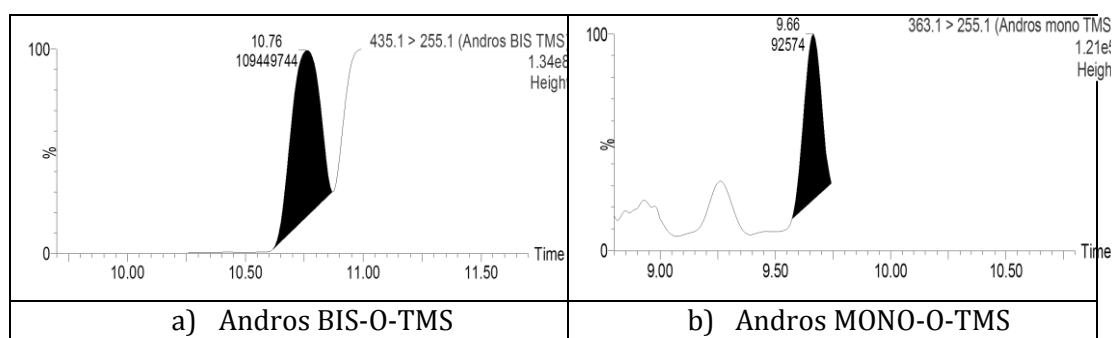 10.76
109449744
435.1 > 255.1 (Andros BIS TMS)
1.34e8
Height
100
%
0
10.00
10.50
11.00
11.50
Time
a) Andros BIS-O-TMS
9.66
92574
363.1 > 255.1 (Andros mono TMS
1.21e5
Height
100
%
0
9.00
9.50
10.00
10.50
Time
b) Andros MONO-O-TMS